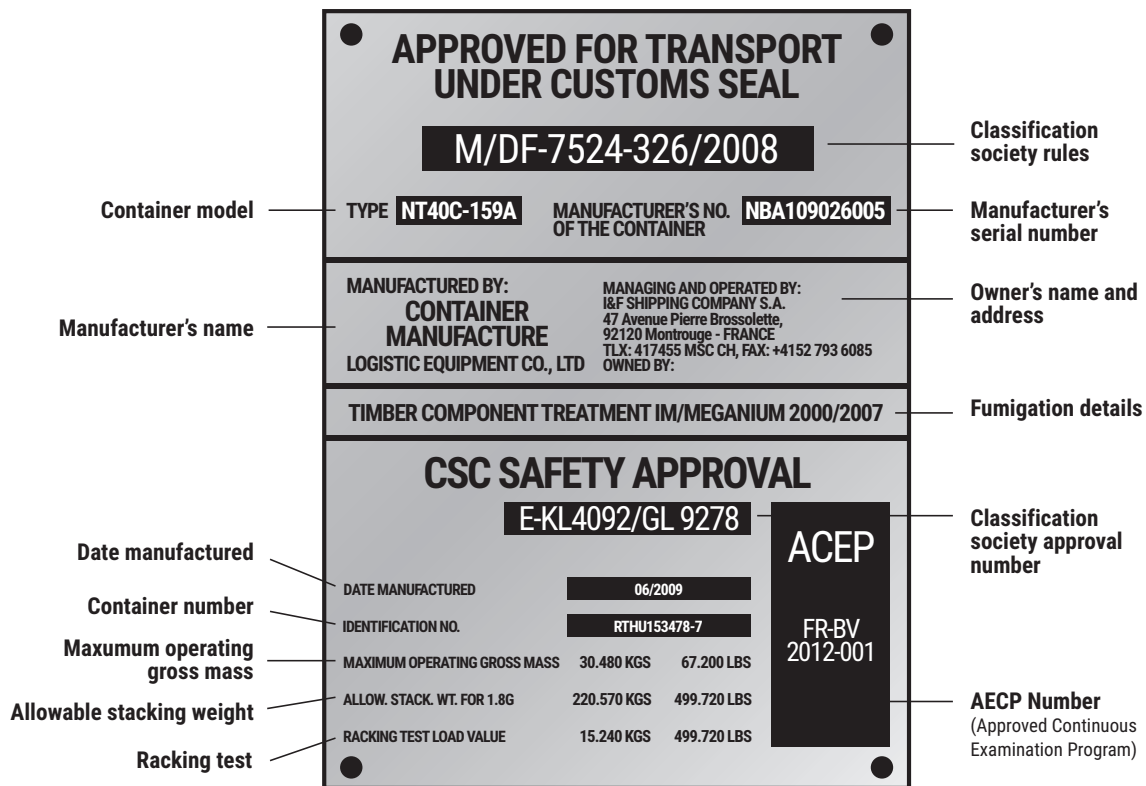 APPROVED FOR TRANSPORT
UNDER CUSTOMS SEAL
M/DF-7524-326/2008
Classification
society rules
Container model
TYPE NT40C-159A
MANUFACTURER'S NO.
OF THE CONTAINER
NBA109026005
Manufacturer's
serial number
Manufacturer's name
MANUFACTURED BY:
CONTAINER
MANUFACTURE
LOGISTIC EQUIPMENT CO., LTD
MANAGING AND OPERATED BY:
I&F SHIPPING COMPANY S.A.
47 Avenue Pierre Brossolette,
92120 Montrouge - FRANCE
TLX: 417455 MSC CH, FAX: +4152 793 6085
OWNED BY:
Owner's name and
address
TIMBER COMPONENT TREATMENT IM/MEGANIUM 2000/2007
Fumigation details
CSC SAFETY APPROVAL
E-KL4092/GL 9278
Classification
society approval
number
Date manufactured
DATE MANUFACTURED 06/2009
Container number
IDENTIFICATION NO. RTHU153478-7
Maxumum operating
gross mass
MAXIMUM OPERATING GROSS MASS 30.480 KGS 67.200 LBS
Allowable stacking weight
ALLOW. STACK. WT. FOR 1.8G 220.570 KGS 499.720 LBS
Racking test
RACKING TEST LOAD VALUE 15.240 KGS 499.720 LBS
ACEP
FR-BV
2012-001
AECP Number
(Approved Continuous
Examination Program)